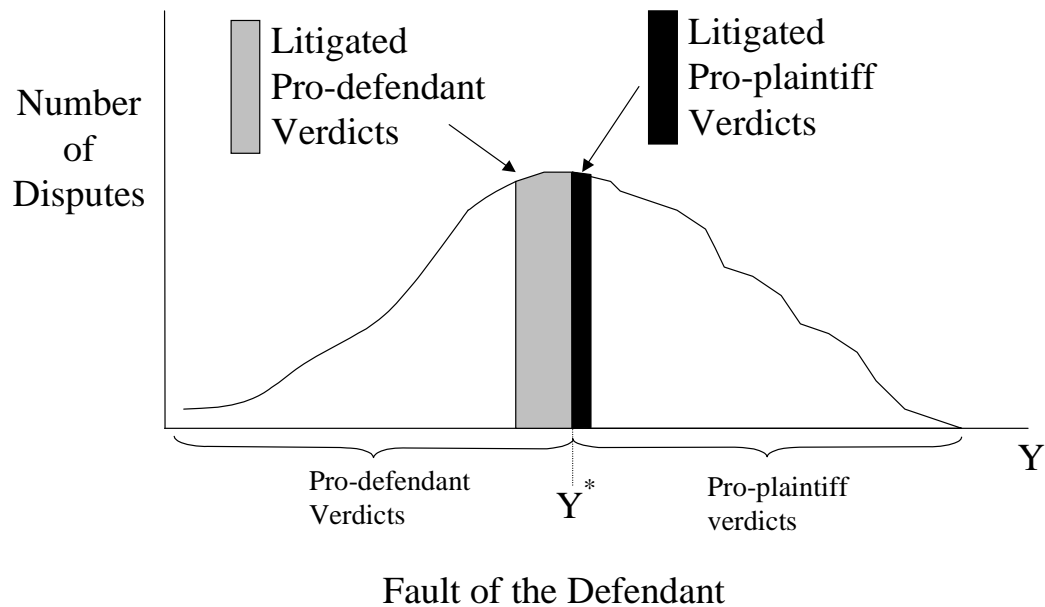 Litigated
Pro-defendant
Verdicts
Litigated
Pro-plaintiff
Verdicts
Number
of
Disputes
Y
Pro-defendant
Verdicts
Y*
Pro-plaintiff
verdicts
Fault of the Defendant